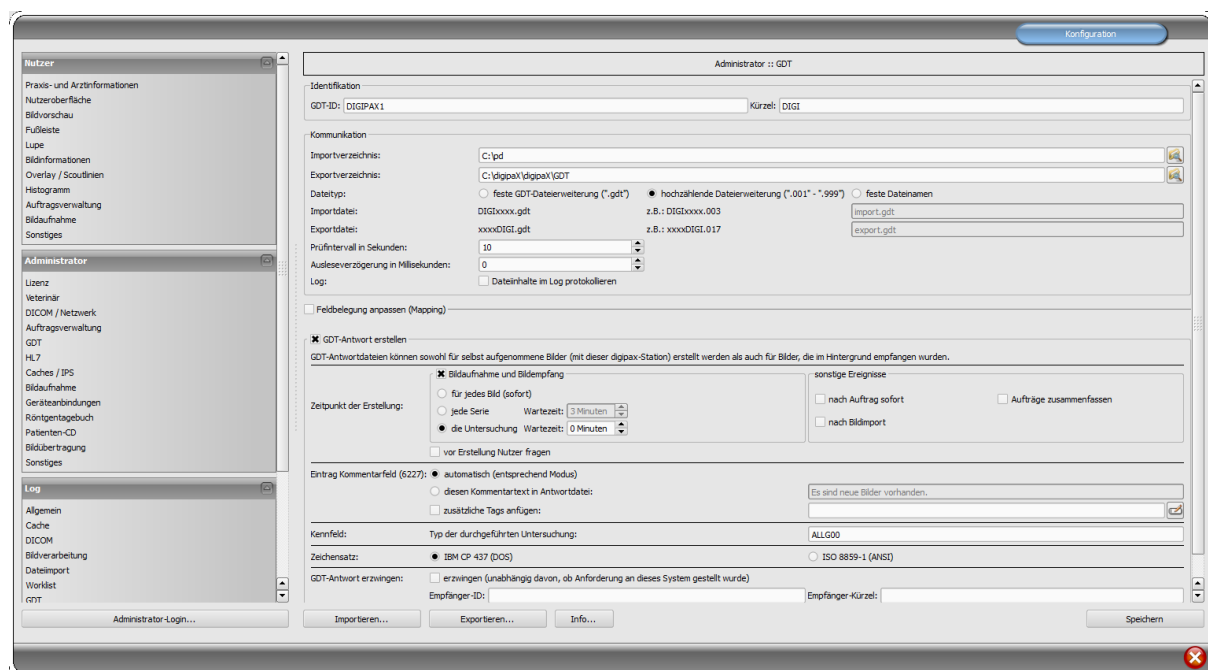 Konfiguration
Nutzer
Praxis- und Arztinformationen
Nutzeroberfläche
Bildvorschau
Fußleiste
Lupe
Bildinformationen
Overlay / Scoutlinien
Histogramm
Auftragsverwaltung
Bildaufnahme
Sonstiges
Administrator
Lizenz
Veterinär
DICOM / Netzwerk
Auftragsverwaltung
GDT
HL7
Caches / IPS
Bildaufnahme
Geräteanbindungen
Röntgentagebuch
Patienten-CD
Bildübertragung
Sonstiges
Log
Allgemein
Cache
DICOM
Bildverarbeitung
Dateiimport
Worklist
GDT
Administrator-Login...
Administrator :: GDT
Identifikation
GDT-ID: DIGIPAX1 Kürzel: DIGI
Kommunikation
Importverzeichnis: C:\pd
Exportverzeichnis: C:\digipaX\digipaX\GDT
Dateityp: feste GDT-Dateierweiterung (".gdt") hochzählende Dateierweiterung (".001" - ".999") feste Dateinamen
Importdatei: DIGIxxxx.gdt z.B.: DIGIxxxx.003 import.gdt
Exportdatei: xxxxDIGI.gdt z.B.: xxxxDIGI.017 export.gdt
Prüfintervall in Sekunden: 10
Ausleseverzögerung in Millisekunden: 0
Log: Dateiinhalte im Log protokollieren
Feldbelegung anpassen (Mapping)
GDT-Antwort erstellen
GDT-Antwortdateien können sowohl für selbst aufgenommene Bilder (mit dieser digipax-Station) erstellt werden als auch für Bilder, die im Hintergrund empfangen wurden.
Zeitpunkt der Erstellung:
Bildaufnahme und Bildempfang
für jedes Bild (sofort)
jede Serie Wartezeit: 3 Minuten
die Untersuchung Wartezeit: 0 Minuten
sonstige Ereignisse
nach Auftrag sofort Aufträge zusammenfassen
nach Bildimport
vor Erstellung Nutzer fragen
Eintrag Kommentarfeld (6227): automatisch (entsprechend Modus)
diesen Kommentartext in Antwortdatei: Es sind neue Bilder vorhanden.
zusätzliche Tags anfügen:
Kennfeld: Typ der durchgeführten Untersuchung: ALLG00
Zeichensatz: IBM CP 437 (DOS) ISO 8859-1 (ANSI)
GDT-Antwort erzwingen: erzwingen (unabhängig davon, ob Anforderung an dieses System gestellt wurde)
Empfänger-ID: Empfänger-Kürzel:
Importieren... Exportieren... Info... Speichern